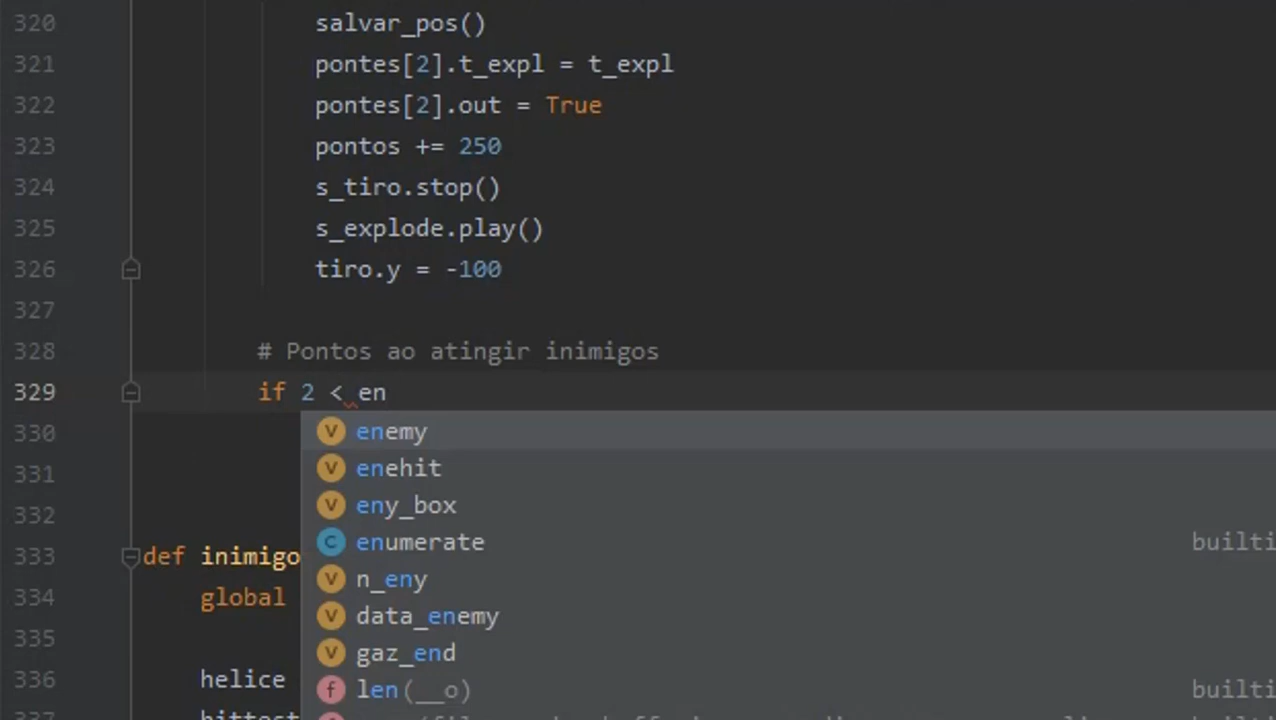 320 salvar_pos()
321 pontes[2].t_expl = t_expl
322 pontes[2].out = True
323 pontos += 250
324 s_tiro.stop()
325 s_explode.play()
326 tiro.y = -100
327
328 # Pontos ao atingir inimigos
329 if 2 < en
330 V enemy
331 V enehit
332 V eny_box
C enumerate builti
333 def inimigo V n_eny
334 global V data_enemy
335 V gaz_end
336 helice f len(__o) builti